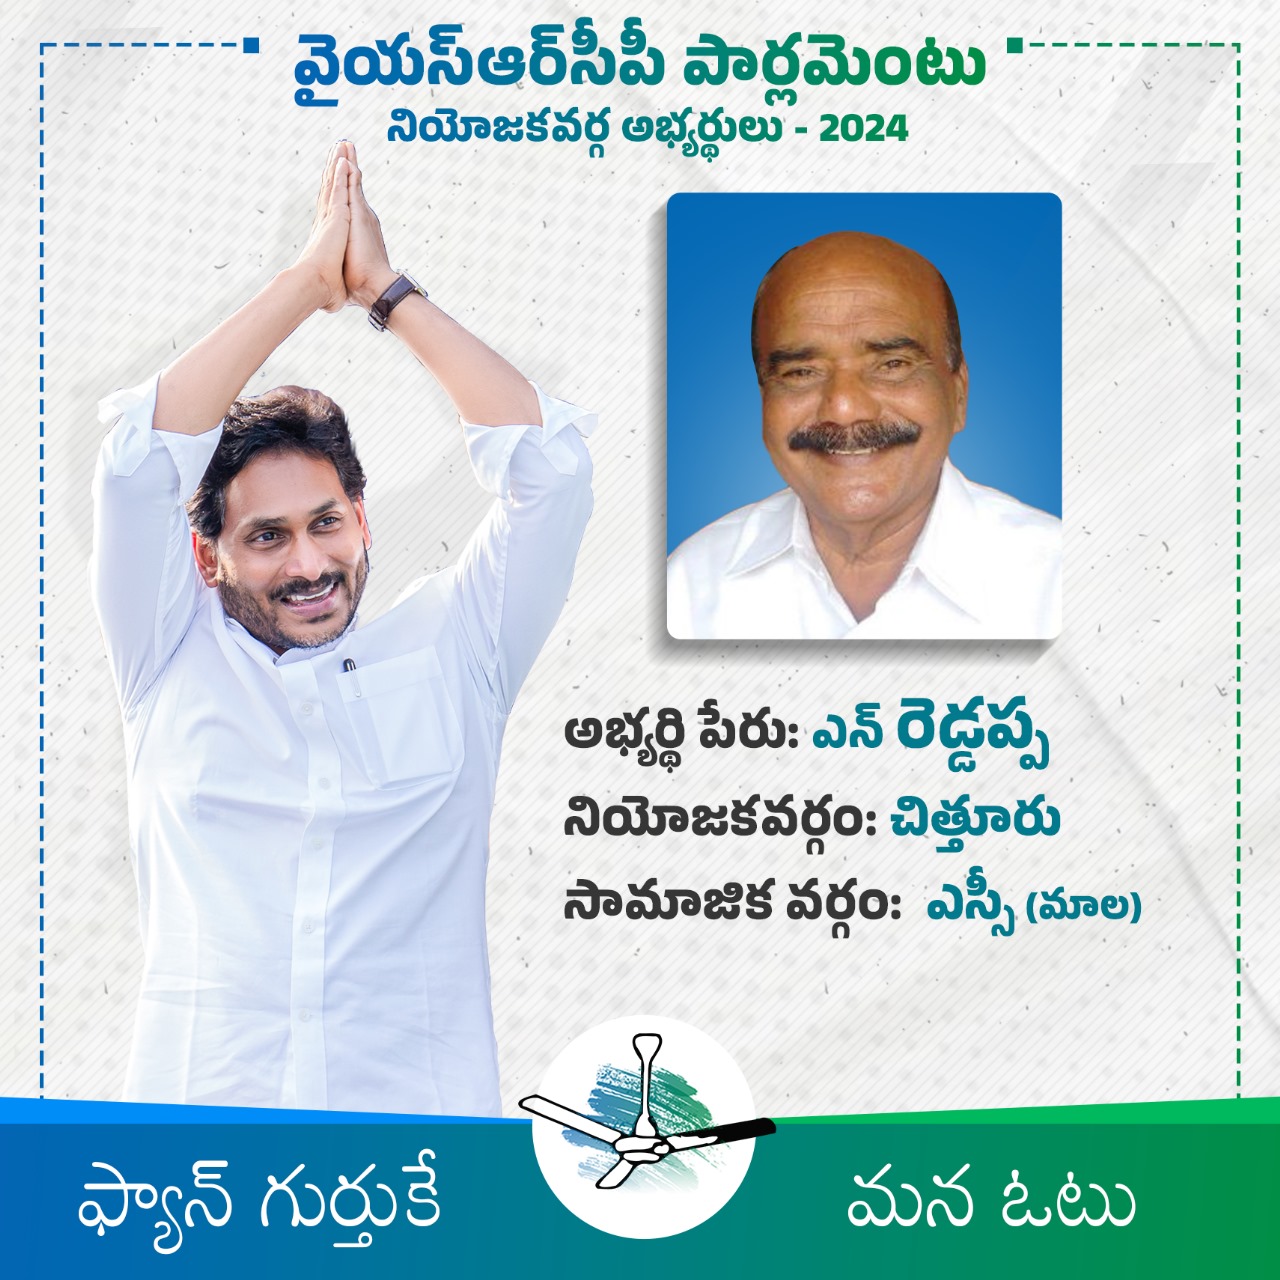 వైయస్ఆర్‌సీపీ పార్లమెంటు
నియోజకవర్గ అభ్యర్థులు - 2024
అభ్యర్థి పేరు: ఎన్ రెడ్డప్ప
నియోజకవర్గం: చిత్తూరు
సామాజిక వర్గం: ఎస్సీ (మాల)
ఫ్యాన్ గుర్తుకే మన ఓటు